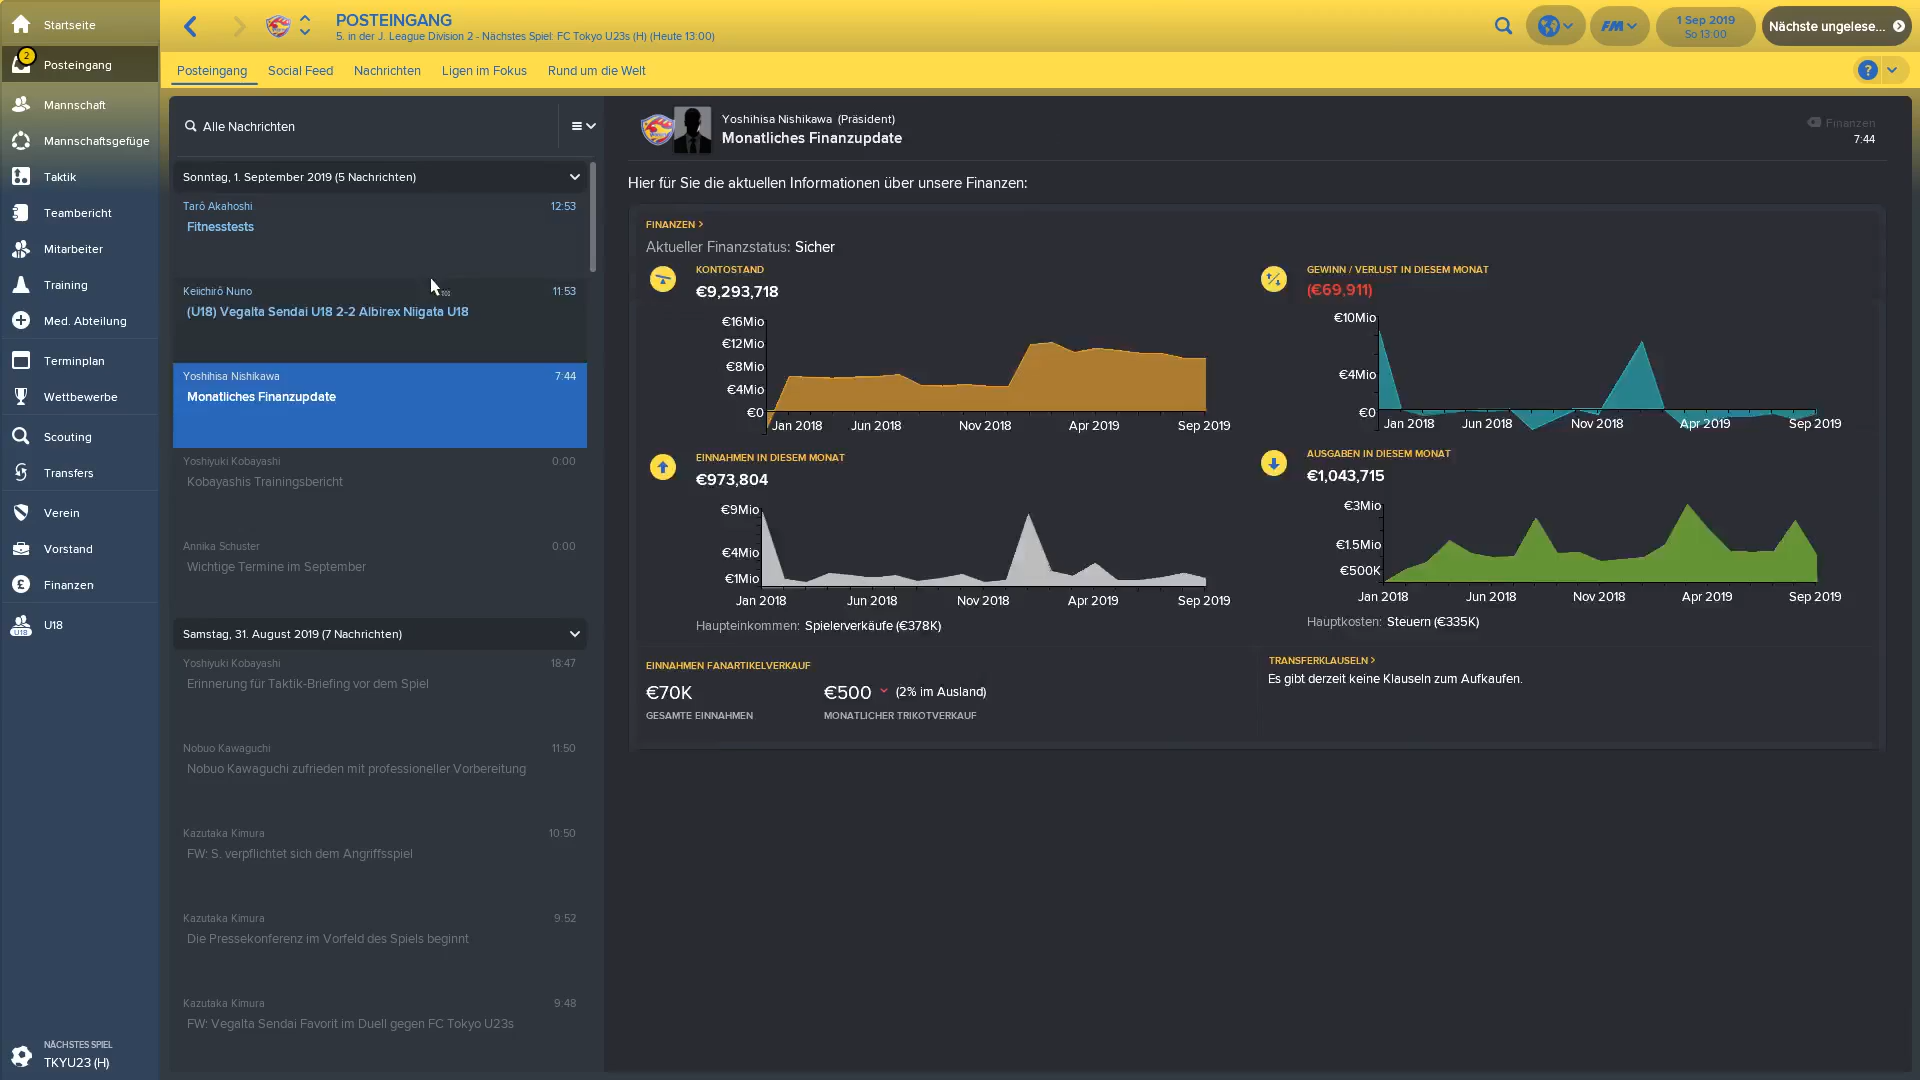 Startseite
2
Posteingang
Mannschaft
Mannschaftsgefüge
Taktik
Teambericht
Mitarbeiter
Training
Med. Abteilung
Terminplan
Wettbewerbe
Scouting
Transfers
Verein
Vorstand
Finanzen
U18
U18
NÄCHSTES SPIEL
TKYU23 (H)
POSTEINGANG
5. in der J. League Division 2 - Nächstes Spiel: FC Tokyo U23s (H) (Heute 13:00)
FM
1 Sep 2019
So 13:00
Nächste ungelese...
Posteingang Social Feed Nachrichten Ligen im Fokus Rund um die Welt
?
Alle Nachrichten
Sonntag, 1. September 2019 (5 Nachrichten)
Tarô Akahoshi 12:53
Fitnesstests
Keiichirô Nuno 11:53
(U18) Vegalta Sendai U18 2-2 Albirex Niigata U18
Yoshihisa Nishikawa 7:44
Monatliches Finanzupdate
Yoshiyuki Kobayashi 0:00
Kobayashis Trainingsbericht
Annika Schuster 0:00
Wichtige Termine im September
Samstag, 31. August 2019 (7 Nachrichten)
Yoshiyuki Kobayashi 18:47
Erinnerung für Taktik-Briefing vor dem Spiel
Nobuo Kawaguchi 11:50
Nobuo Kawaguchi zufrieden mit professioneller Vorbereitung
Kazutaka Kimura 10:50
FW: S. verpflichtet sich dem Angriffsspiel
Kazutaka Kimura 9:52
Die Pressekonferenz im Vorfeld des Spiels beginnt
Kazutaka Kimura 9:48
FW: Vegalta Sendai Favorit im Duell gegen FC Tokyo U23s
Yoshihisa Nishikawa (Präsident)
Monatliches Finanzupdate
Finanzen
7:44
Hier für Sie die aktuellen Informationen über unsere Finanzen:
FINANZEN >
Aktueller Finanzstatus: Sicher
KONTOSTAND
€9,293,718
€16Mio
€12Mio
€8Mio
€4Mio
€0
Jan 2018 Jun 2018 Nov 2018 Apr 2019 Sep 2019
GEWINN / VERLUST IN DIESEM MONAT
(€69,911)
€10Mio
€4Mio
€0
Jan 2018 Jun 2018 Nov 2018 Apr 2019 Sep 2019
EINNAHMEN IN DIESEM MONAT
€973,804
€9Mio
€4Mio
€1Mio
Jan 2018 Jun 2018 Nov 2018 Apr 2019 Sep 2019
Haupteinkommen: Spielerverkäufe (€378K)
AUSGABEN IN DIESEM MONAT
€1,043,715
€3Mio
€1.5Mio
€500K
Jan 2018 Jun 2018 Nov 2018 Apr 2019 Sep 2019
Hauptkosten: Steuern (€335K)
EINNAHMEN FANARTIKELVERKAUF
€70K €500 (2% im Ausland)
GESAMTE EINNAHMEN MONATLICHER TRIKOTVERKAUF
TRANSFERKLAUSELN >
Es gibt derzeit keine Klauseln zum Aufkaufen.